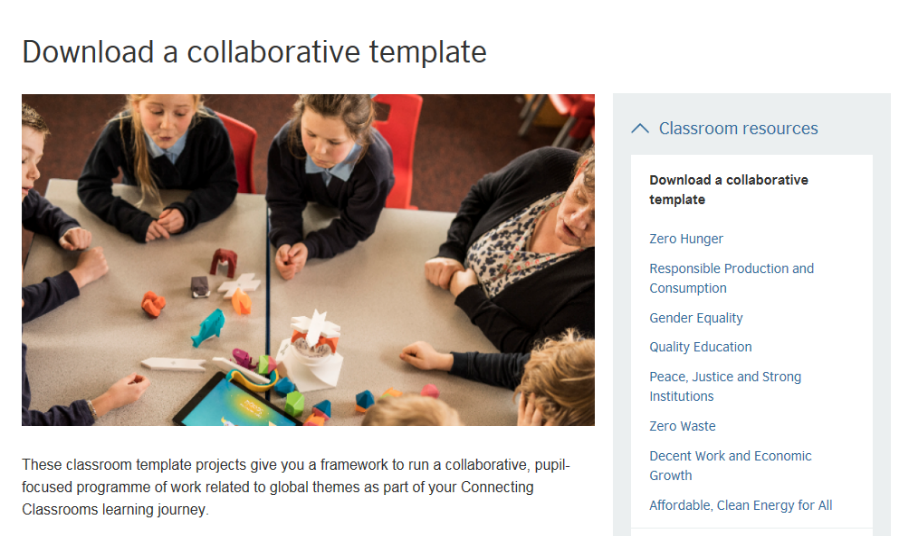 Download a collaborative template
These classroom template projects give you a framework to run a collaborative, pupil-
focused programme of work related to global themes as part of your Connecting
Classrooms learning journey.
Classroom resources
Download a collaborative
template
Zero Hunger
Responsible Production and
Consumption
Gender Equality
Quality Education
Peace, Justice and Strong
Institutions
Zero Waste
Decent Work and Economic
Growth
Affordable, Clean Energy for All